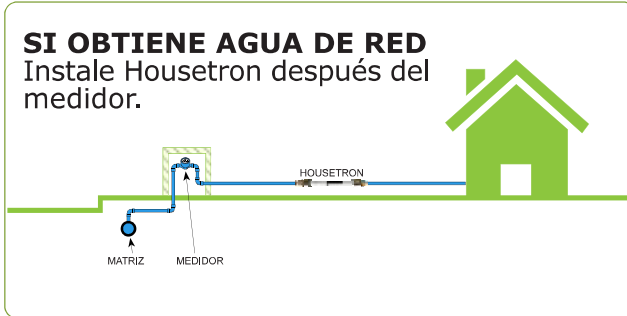 SI OBTIENE AGUA DE RED
Instale Housetron después del
medidor.
HOUSETRON
MATRIZ
MEDIDOR